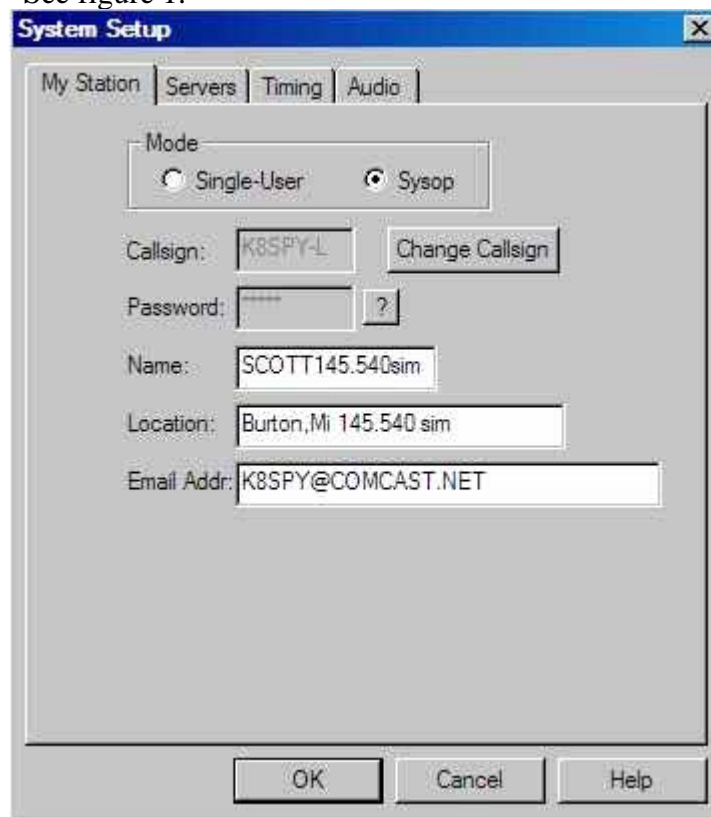 See figure 1.
System Setup
My Station Servers Timing Audio
Mode
Single-User Sysop
Callsign: K8SPY-L Change Callsign
Password: ***** ?
Name: SCOTT145.540sim
Location: Burton,Mi 145.540 sim
Email Addr: K8SPY@COMCAST.NET
OK Cancel Help